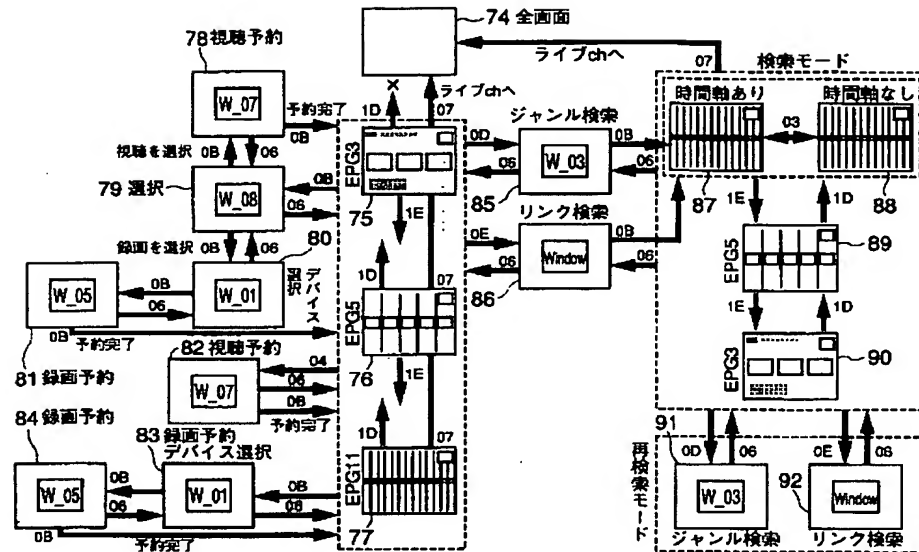 74 全画面
ライブchへ
07
78 視聴予約
W_07
予約完了
0B
視聴を選択
0B
06
79 選択
W_08
0B
06
録画を選択
0B
06
80
W_01
デバイス
選択
0B
06
W_05
81 録画予約
0B
予約完了
82 視聴予約
W_07
04
06
0B
予約完了
84 録画予約
W_05
83 録画予約
デバイス選択
W_01
0B
06
0B
06
0B
予約完了
1D
×
ライブchへ
07
EPG3
75
1E
1D
07
EPG5
76
1E
1D
07
EPG11
77
0D
06
ジャンル検索
W_03
85
0B
06
0E
06
リンク検索
Window
86
0B
06
検索モード
時間軸あり
時間軸なし
03
87
88
1E
1D
EPG5
89
1E
1D
EPG3
90
再検索モード
91
0D
06
W_03
ジャンル検索
92
0E
06
Window
リンク検索